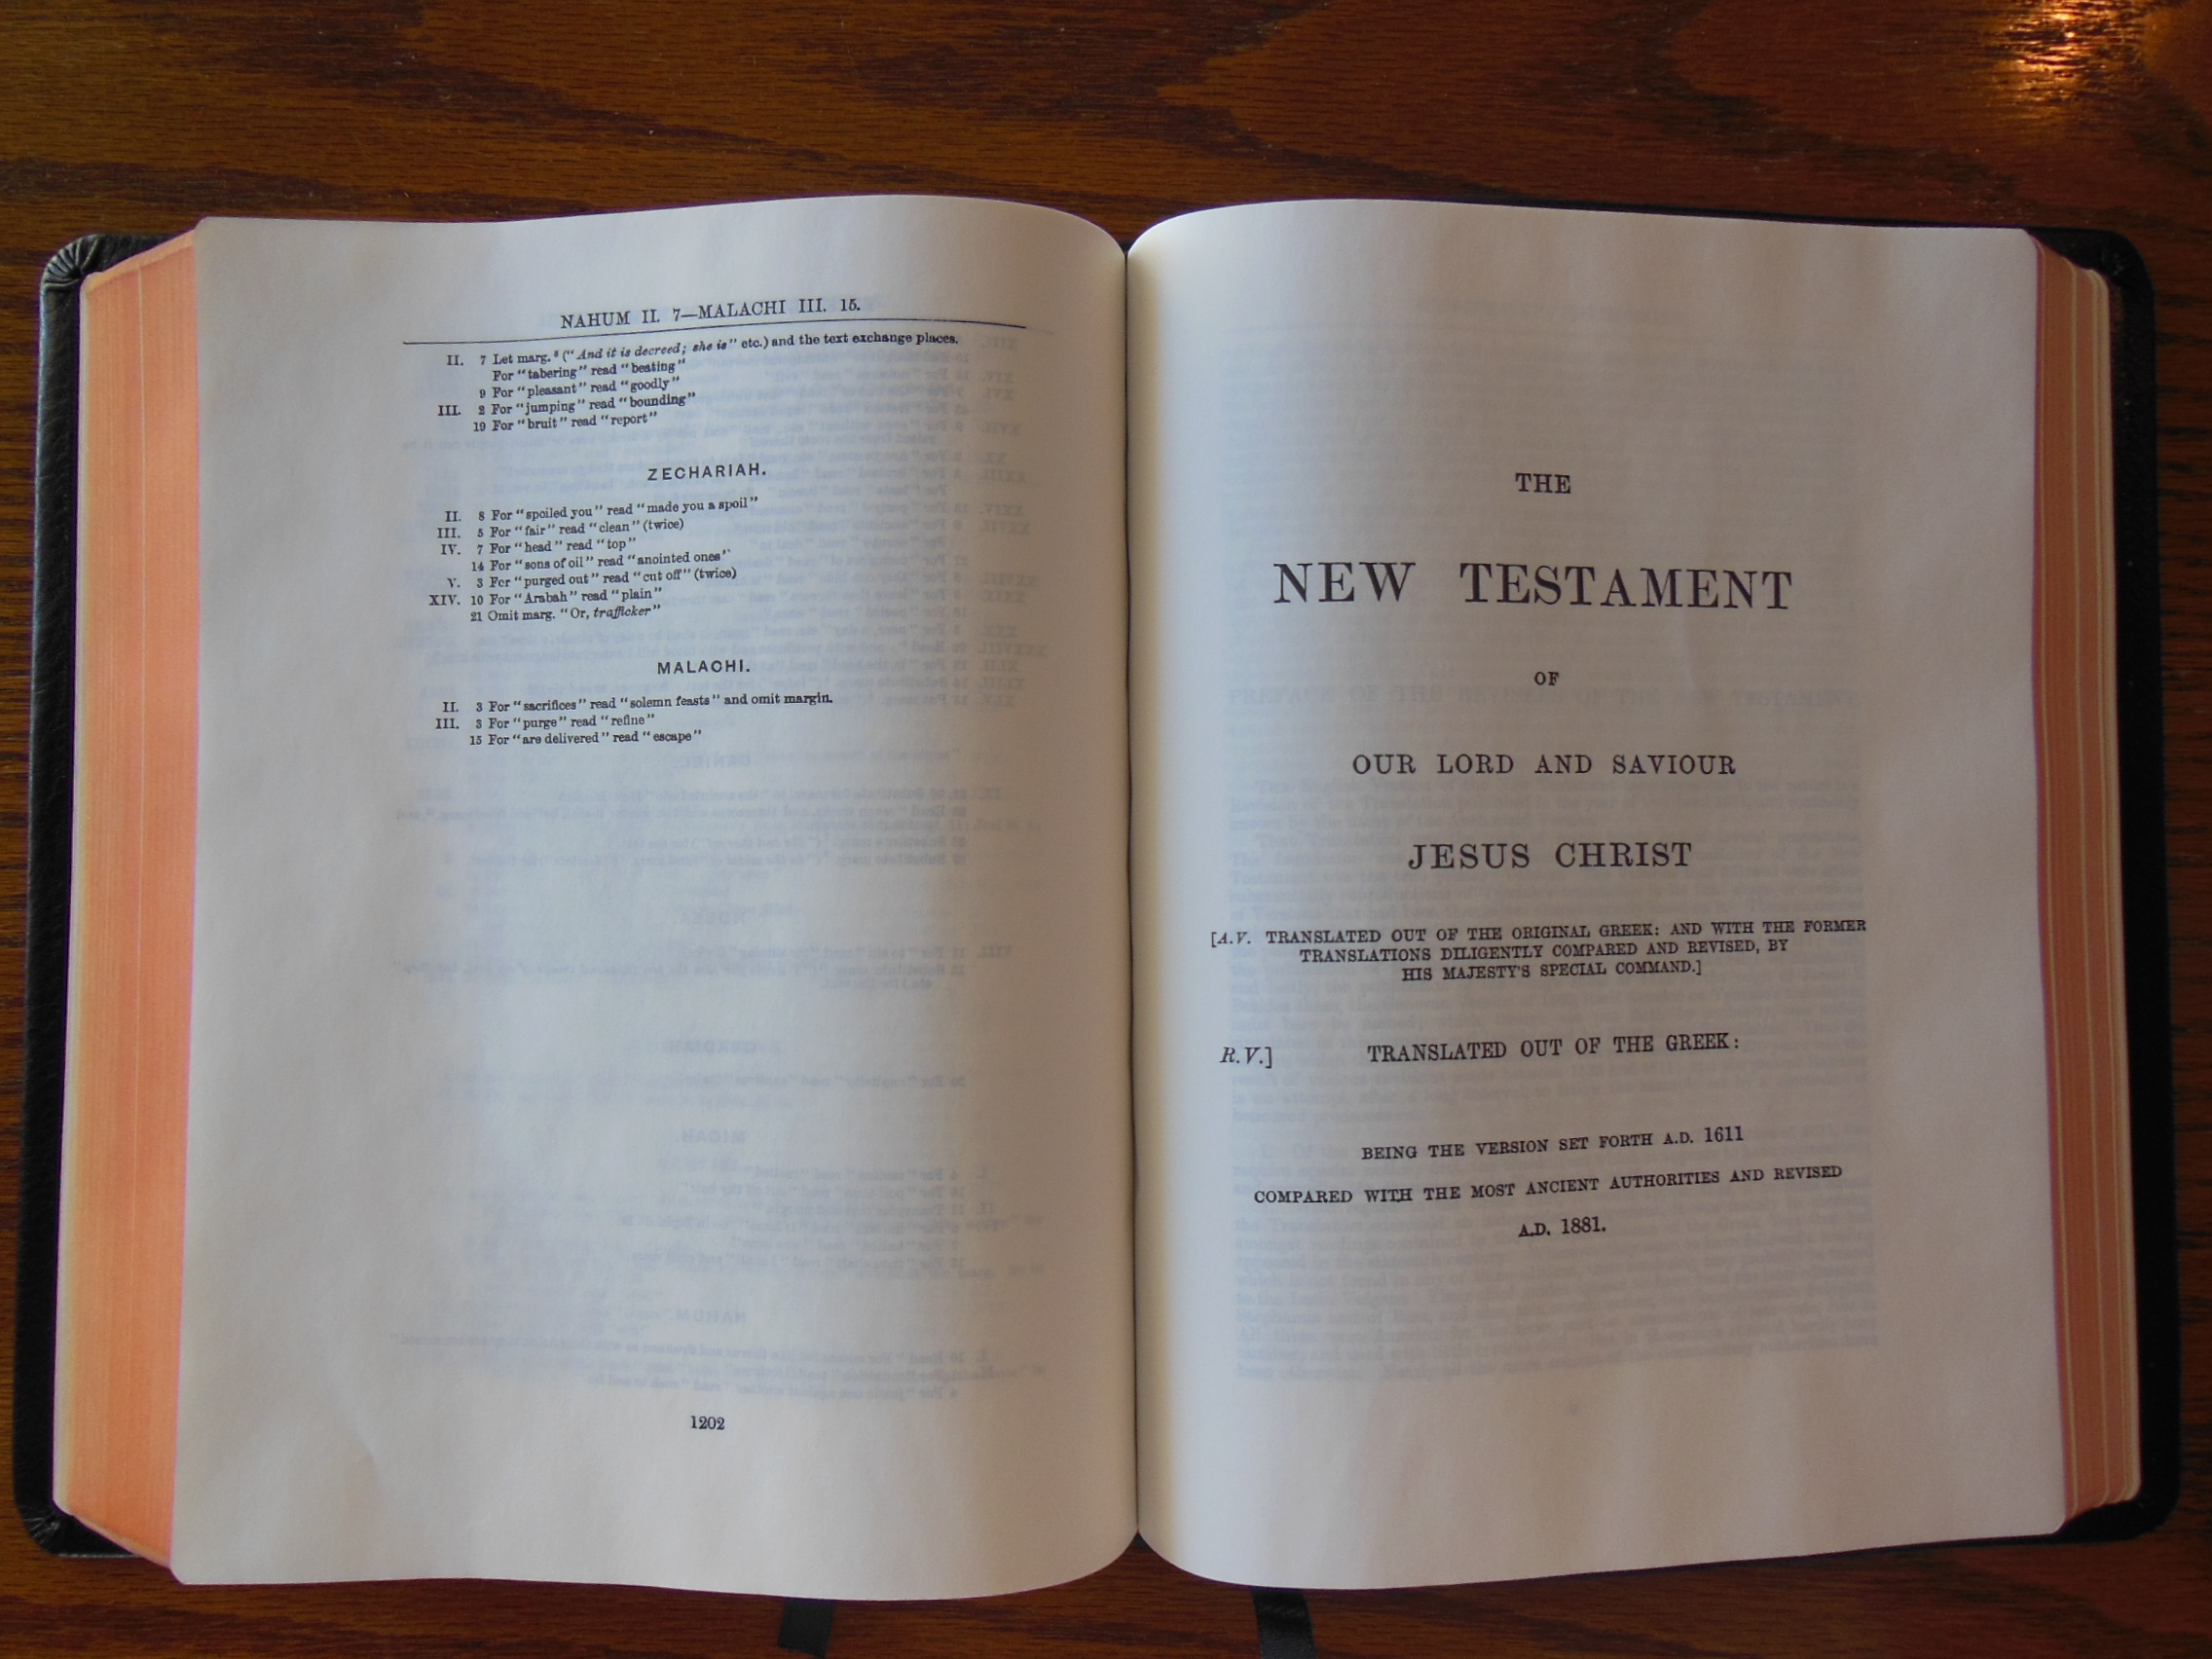 NAHUM II. 7—MALACHI III. 15.
II. 7 Let marg. ⁸ (“And it is decreed; she is” etc.) and the text exchange places.
For “tabering” read “beating”
9 For “pleasant” read “goodly”
III. 2 For “jumping” read “bounding”
19 For “bruit” read “report”
ZECHARIAH.
II. 8 For “spoiled you” read “made you a spoil”
III. 5 For “fair” read “clean” (twice)
IV. 7 For “head” read “top”
14 For “sons of oil” read “anointed ones”
V. 3 For “purged out” read “cut off” (twice)
XIV. 10 For “Arabah” read “plain”
21 Omit marg. “Or, trafficker”
MALACHI.
II. 3 For “sacrifices” read “solemn feasts” and omit margin.
III. 3 For “purge” read “refine”
15 For “are delivered” read “escape”
1202
THE
NEW TESTAMENT
OF
OUR LORD AND SAVIOUR
JESUS CHRIST
[A.V. TRANSLATED OUT OF THE ORIGINAL GREEK: AND WITH THE FORMER
TRANSLATIONS DILIGENTLY COMPARED AND REVISED, BY
HIS MAJESTY'S SPECIAL COMMAND.]
R.V.] TRANSLATED OUT OF THE GREEK:
BEING THE VERSION SET FORTH A.D. 1611
COMPARED WITH THE MOST ANCIENT AUTHORITIES AND REVISED
A.D. 1881.